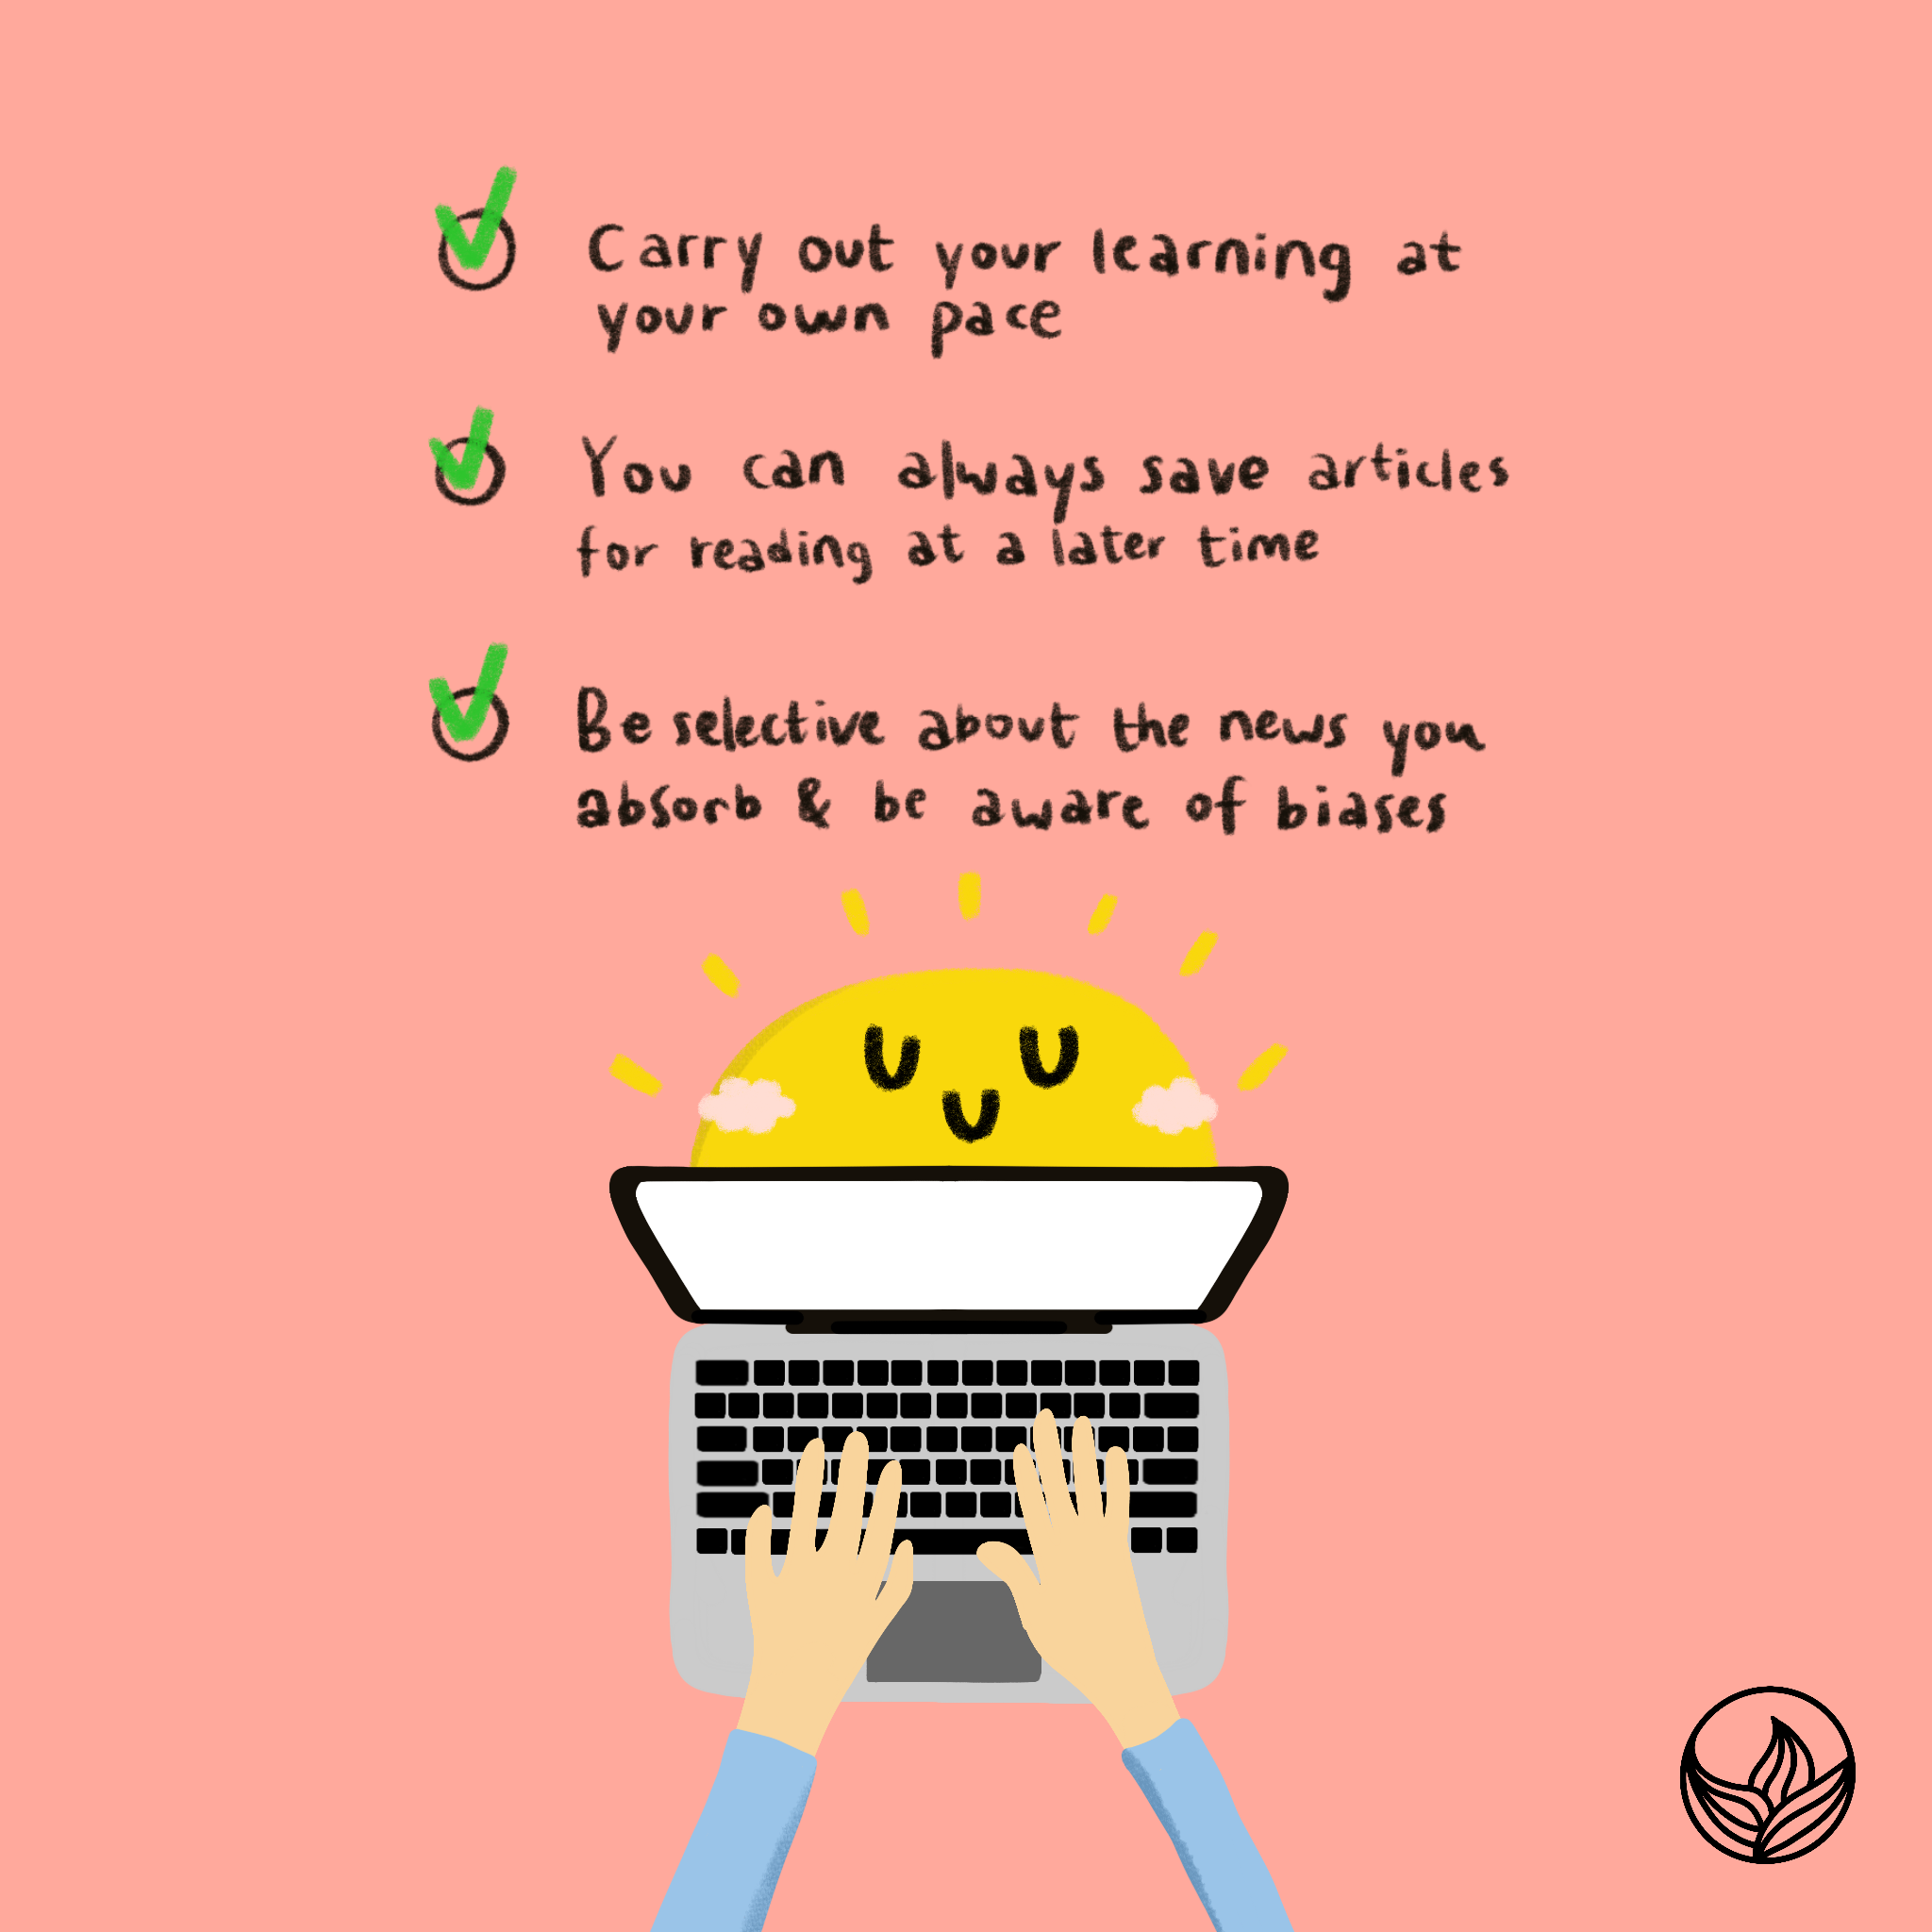 Carry out your learning at
your own pace
You can always save articles
for reading at a later time
Be selective about the news you
absorb & be aware of biases